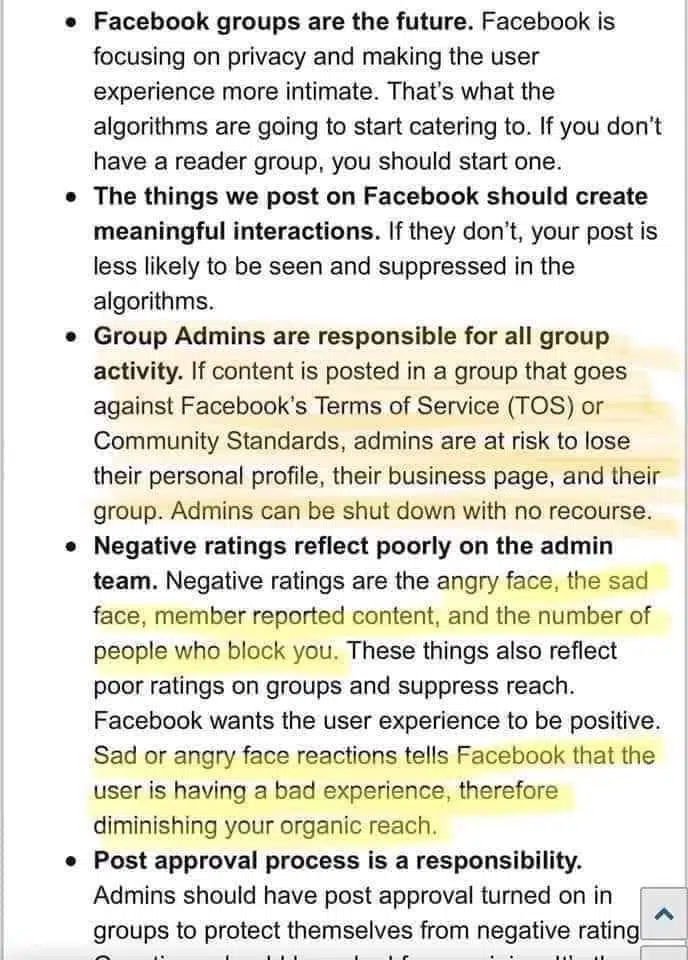 • Facebook groups are the future. Facebook is
focusing on privacy and making the user
experience more intimate. That's what the
algorithms are going to start catering to. If you don't
have a reader group, you should start one.
• The things we post on Facebook should create
meaningful interactions. If they don't, your post is
less likely to be seen and suppressed in the
algorithms.
• Group Admins are responsible for all group
activity. If content is posted in a group that goes
against Facebook's Terms of Service (TOS) or
Community Standards, admins are at risk to lose
their personal profile, their business page, and their
group. Admins can be shut down with no recourse.
• Negative ratings reflect poorly on the admin
team. Negative ratings are the angry face, the sad
face, member reported content, and the number of
people who block you. These things also reflect
poor ratings on groups and suppress reach.
Facebook wants the user experience to be positive.
Sad or angry face reactions tells Facebook that the
user is having a bad experience, therefore
diminishing your organic reach.
• Post approval process is a responsibility.
Admins should have post approval turned on in
groups to protect themselves from negative rating